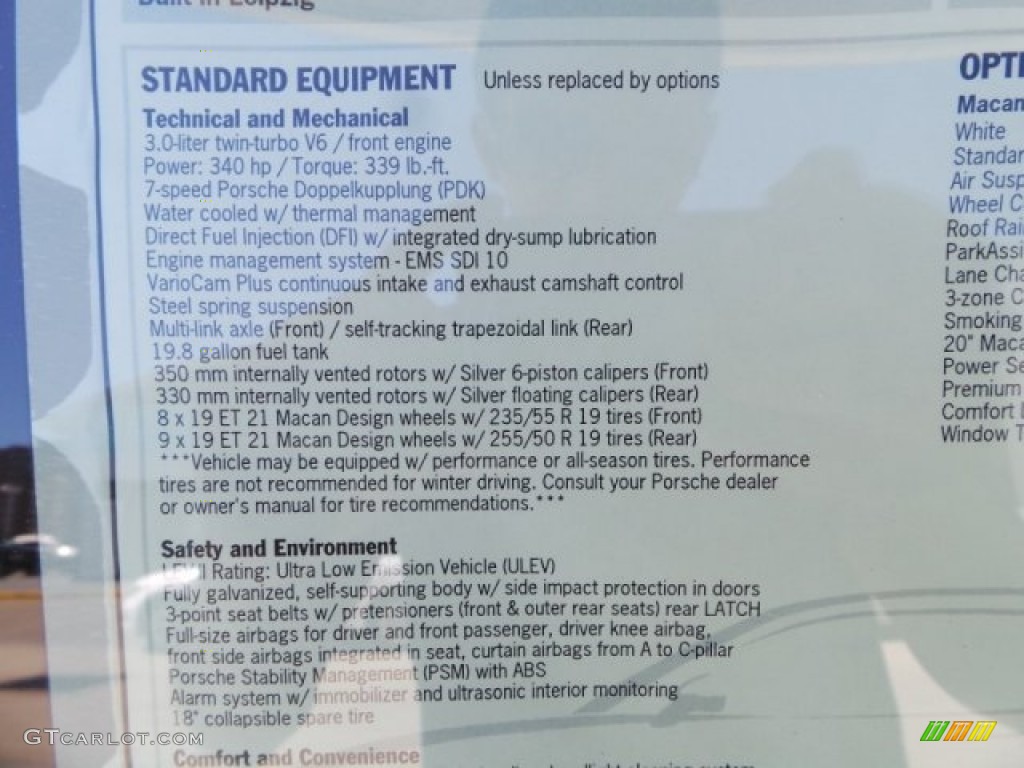 Built in Leipzig
STANDARD EQUIPMENT Unless replaced by options
Technical and Mechanical
3.0-liter twin-turbo V6 / front engine
Power: 340 hp / Torque: 339 lb.-ft.
7-speed Porsche Doppelkupplung (PDK)
Water cooled w/ thermal management
Direct Fuel Injection (DFI) w/ integrated dry-sump lubrication
Engine management system - EMS SDI 10
VarioCam Plus continuous intake and exhaust camshaft control
Steel spring suspension
Multi-link axle (Front) / self-tracking trapezoidal link (Rear)
19.8 gallon fuel tank
350 mm internally vented rotors w/ Silver 6-piston calipers (Front)
330 mm internally vented rotors w/ Silver floating calipers (Rear)
8 x 19 ET 21 Macan Design wheels w/ 235/55 R 19 tires (Front)
9 x 19 ET 21 Macan Design wheels w/ 255/50 R 19 tires (Rear)
***Vehicle may be equipped w/ performance or all-season tires. Performance
tires are not recommended for winter driving. Consult your Porsche dealer
or owner's manual for tire recommendations.***
Safety and Environment
LEV II Rating: Ultra Low Emission Vehicle (ULEV)
Fully galvanized, self-supporting body w/ side impact protection in doors
3-point seat belts w/ pretensioners (front & outer rear seats) rear LATCH
Full-size airbags for driver and front passenger, driver knee airbag,
front side airbags integrated in seat, curtain airbags from A to C-pillar
Porsche Stability Management (PSM) with ABS
Alarm system w/ immobilizer and ultrasonic interior monitoring
18" collapsible spare tire
Comfort and Convenience
OPTI
Macan
White
Standar
Air Susp
Wheel C
Roof Rai
ParkAssi
Lane Cha
3-zone C
Smoking
20" Maca
Power Se
Premium
Comfort
Window T
GTCARLOT.COM